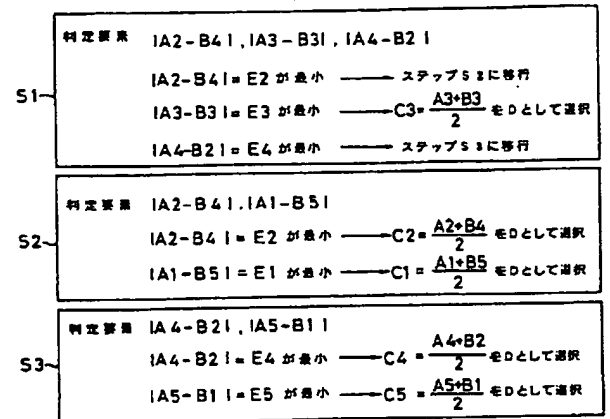 判定要素 |A2-B4|, |A3-B3|, |A4-B2|
|A2-B4| = E2 が最小 → ステップS2に移行
S1 |A3-B3| = E3 が最小 → C3 = (A3+B3)/2 をDとして選択
|A4-B2| = E4 が最小 → ステップS3に移行
判定要素 |A2-B4|, |A1-B5|
S2 |A2-B4| = E2 が最小 → C2 = (A2+B4)/2 をDとして選択
|A1-B5| = E1 が最小 → C1 = (A1+B5)/2 をDとして選択
判定要素 |A4-B2|, |A5-B1|
S3 |A4-B2| = E4 が最小 → C4 = (A4+B2)/2 をDとして選択
|A5-B1| = E5 が最小 → C5 = (A5+B1)/2 をDとして選択